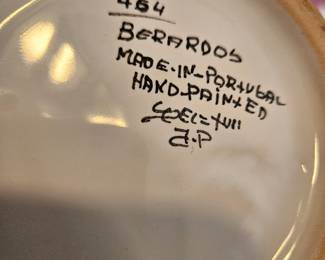 464
BERARDOS
MADE-IN-PORTUGAL
HAND-PAINTED